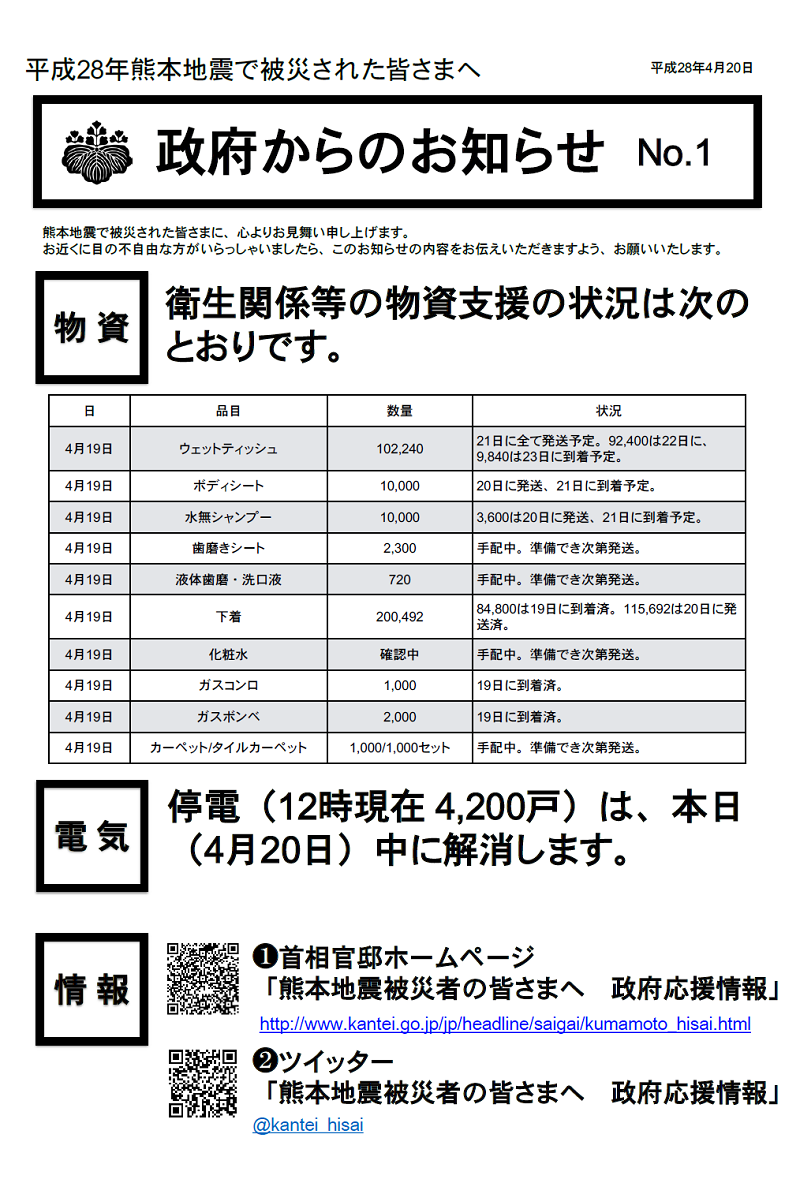 平成28年熊本地震で被災された皆さまへ
平成28年4月20日
政府からのお知らせ No.1
熊本地震で被災された皆さまに、心よりお見舞い申し上げます。
お近くに目の不自由な方がいらっしゃいましたら、このお知らせの内容をお伝えいただきますよう、お願いいたします。
物資
衛生関係等の物資支援の状況は次の
とおりです。
日 品目 数量 状況
4月19日 ウェットティッシュ 102,240 21日に全て発送予定。92,400は22日に、
9,840は23日に到着予定。
4月19日 ボディシート 10,000 20日に発送、21日に到着予定。
4月19日 水無シャンプー 10,000 3,600は20日に発送、21日に到着予定。
4月19日 歯磨きシート 2,300 手配中。準備でき次第発送。
4月19日 液体歯磨・洗口液 720 手配中。準備でき次第発送。
4月19日 下着 200,492 84,800は19日に到着済。115,692は20日に発
送済。
4月19日 化粧水 確認中 手配中。準備でき次第発送。
4月19日 ガスコンロ 1,000 19日に到着済。
4月19日 ガスボンベ 2,000 19日に到着済。
4月19日 カーペット/タイルカーペット 1,000/1,000セット 手配中。準備でき次第発送。
電気
停電（12時現在 4,200戸）は、本日
（4月20日）中に解消します。
情報
❶首相官邸ホームページ
「熊本地震被災者の皆さまへ　政府応援情報」
http://www.kantei.go.jp/jp/headline/saigai/kumamoto_hisai.html
❷ツイッター
「熊本地震被災者の皆さまへ　政府応援情報」
@kantei_hisai